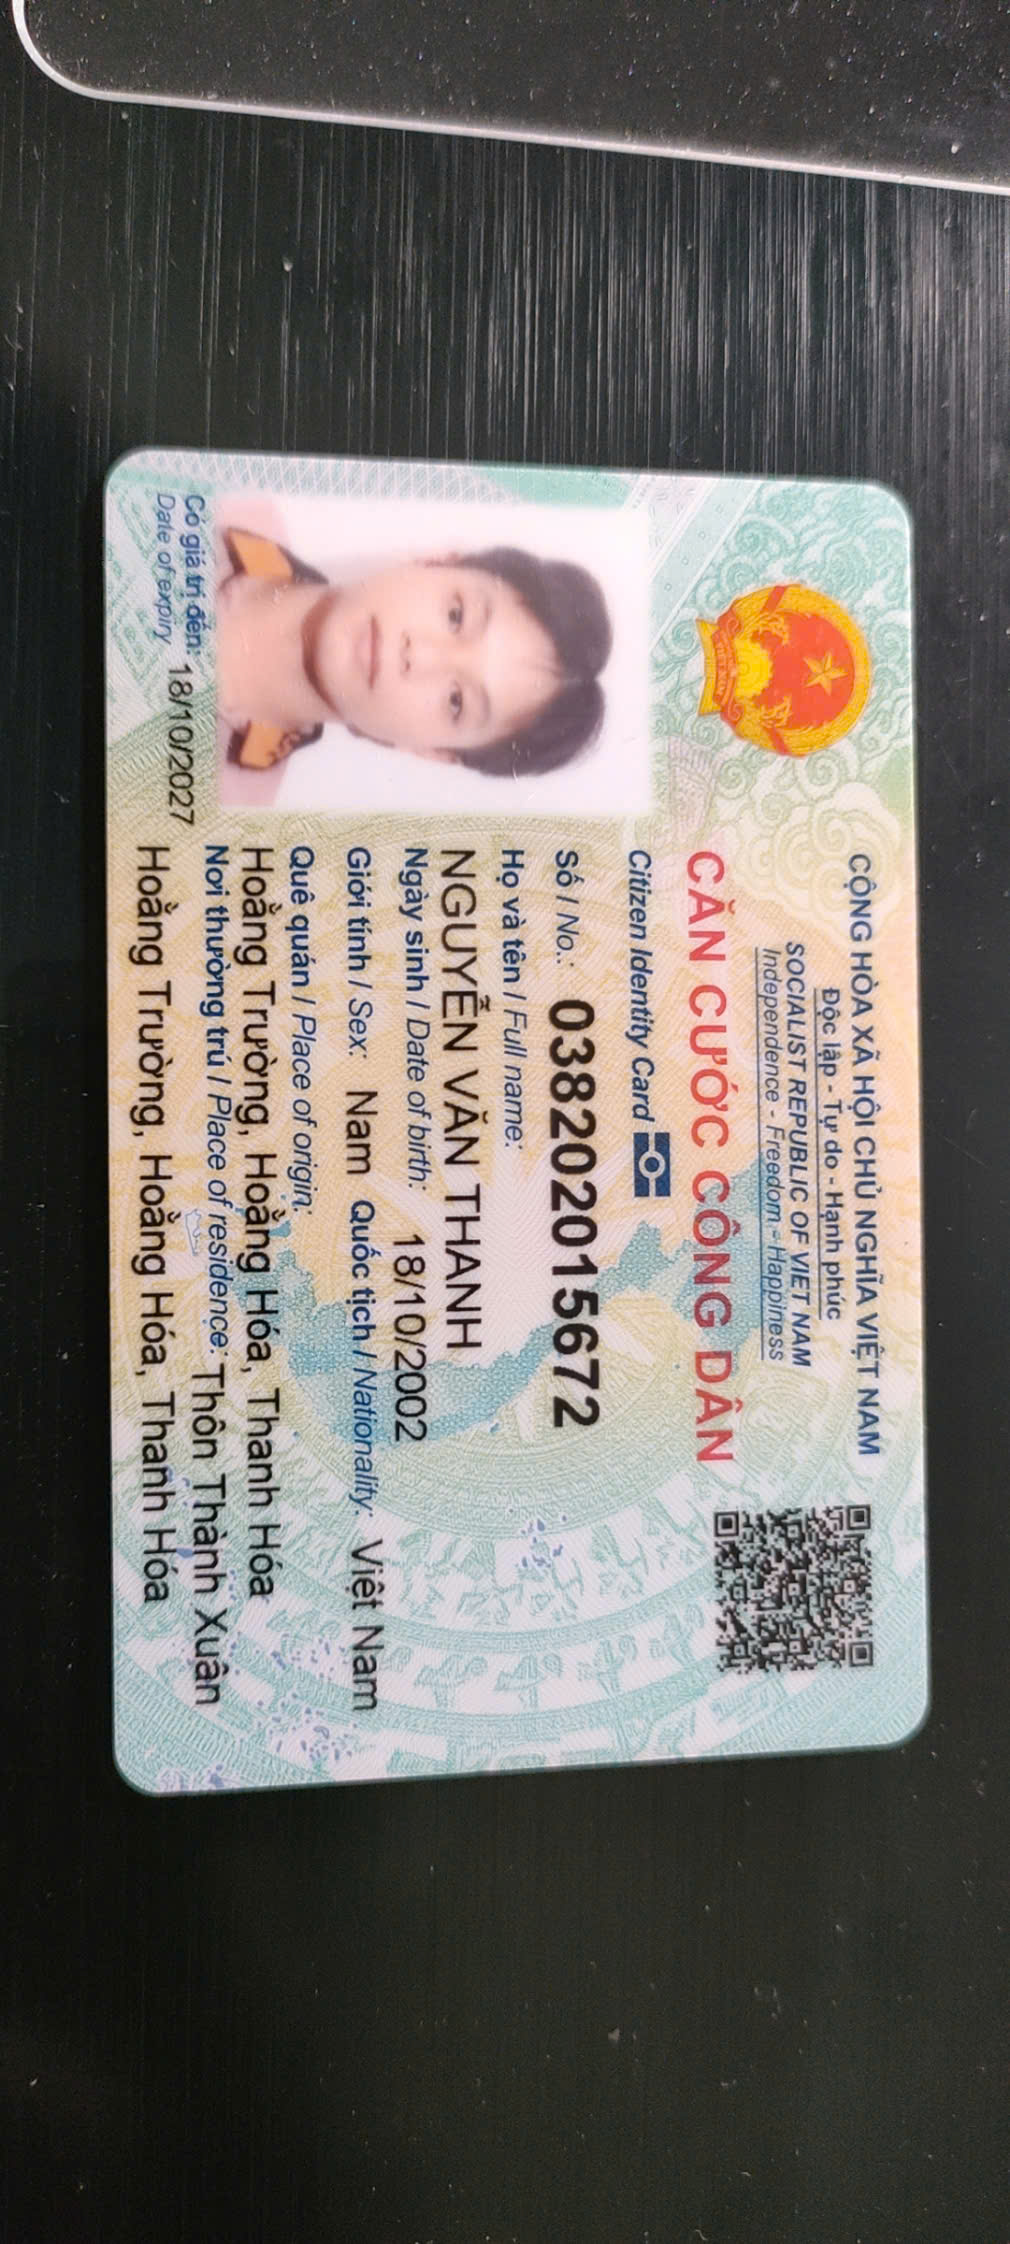 CỘNG HÒA XÃ HỘI CHỦ NGHĨA VIỆT NAM
Độc lập - Tự do - Hạnh phúc
SOCIALIST REPUBLIC OF VIET NAM
Independence - Freedom - Happiness
CĂN CƯỚC CÔNG DÂN
Citizen Identity Card
Số / No.: 038202015672
Họ và tên / Full name:
NGUYỄN VĂN THANH
Ngày sinh / Date of birth: 18/10/2002
Giới tính / Sex: Nam Quốc tịch / Nationality: Việt Nam
Quê quán / Place of origin:
Hoằng Trường, Hoằng Hóa, Thanh Hóa
Nơi thường trú / Place of residence: Thôn Thành Xuân
Hoằng Trường, Hoằng Hóa, Thanh Hóa
Có giá trị đến: 18/10/2027
Date of expiry